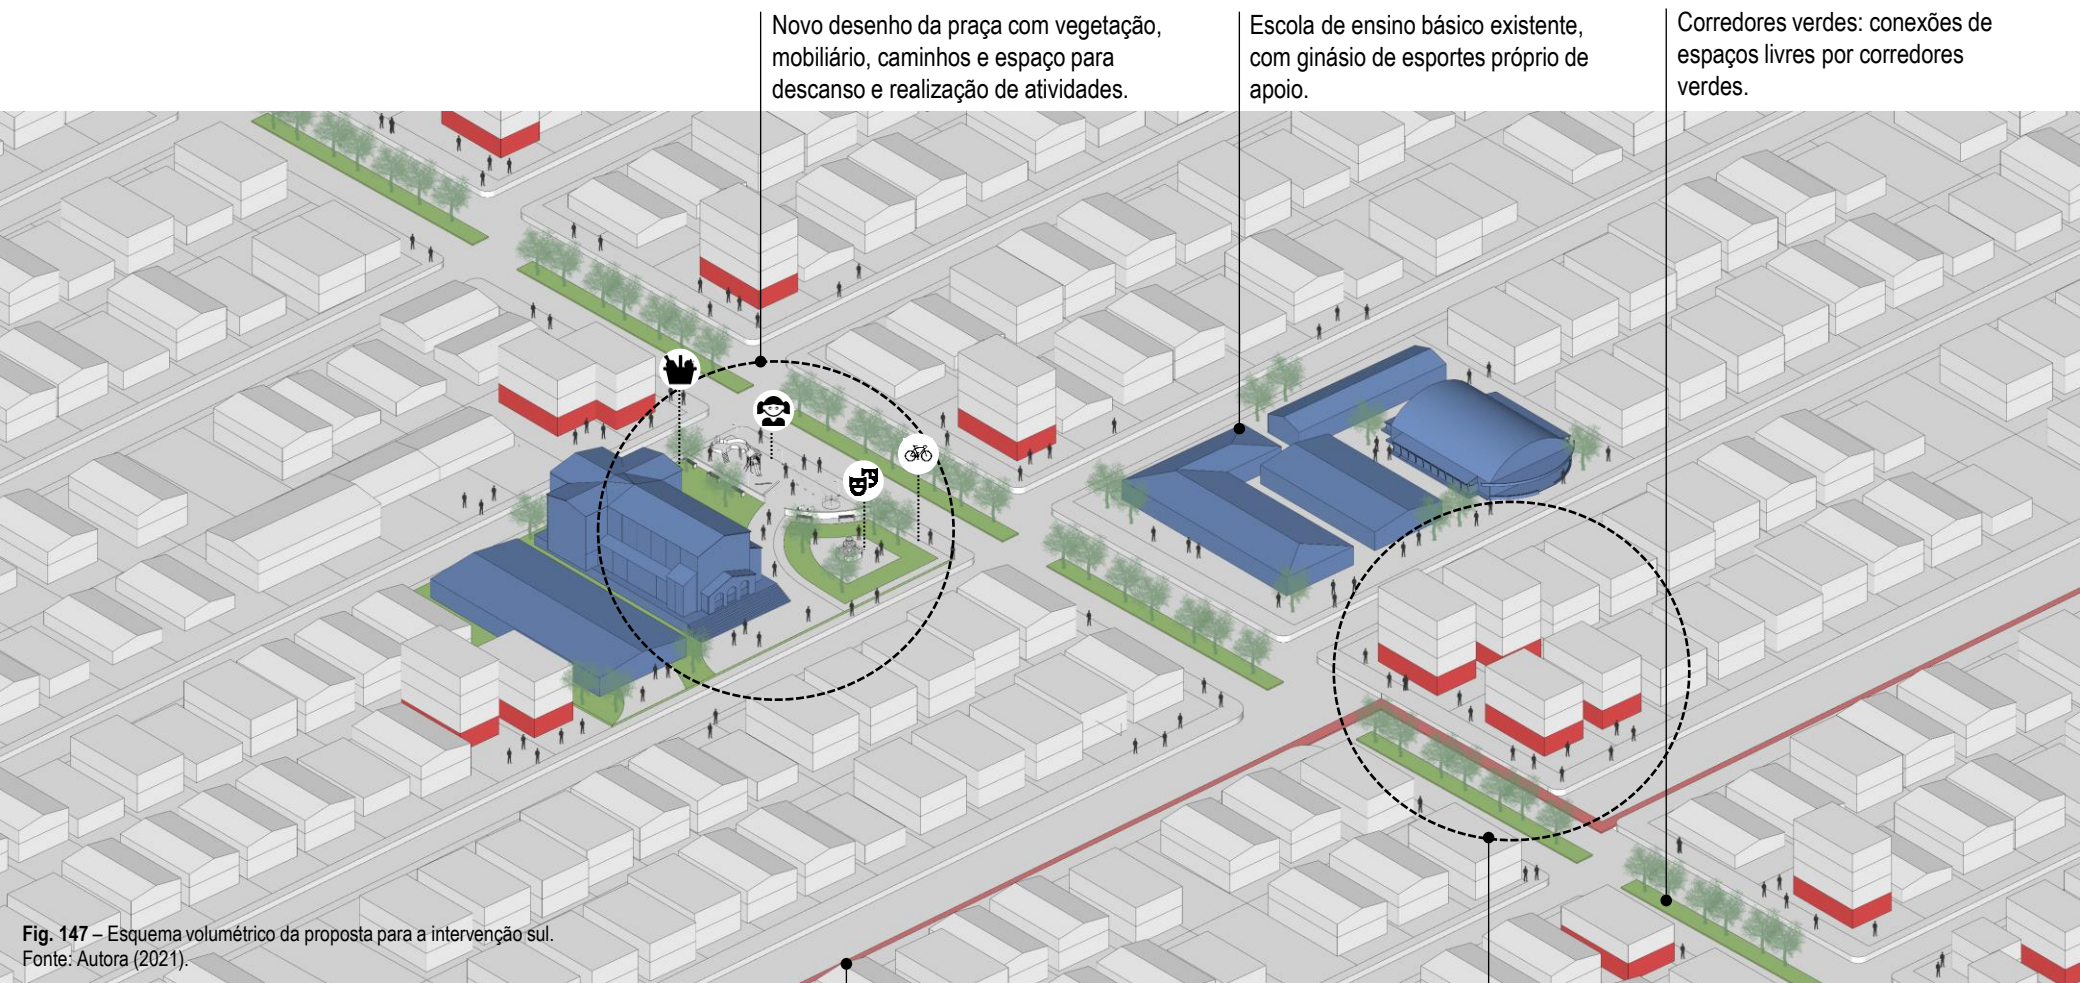 Novo desenho da praça com vegetação,
mobiliário, caminhos e espaço para
descanso e realização de atividades.
Escola de ensino básico existente,
com ginásio de esportes próprio de
apoio.
Corredores verdes: conexões de
espaços livres por corredores
verdes.
Fig. 147 – Esquema volumétrico da proposta para a intervenção sul.
Fonte: Autora (2021).